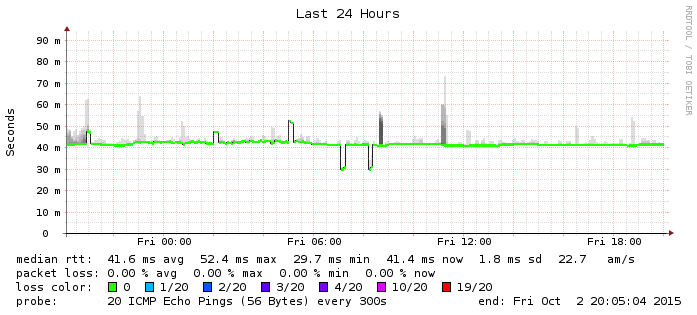 Last 24 Hours
RRDTOOL / TOBI OETIKER
Seconds
90 m
80 m
70 m
60 m
50 m
40 m
30 m
20 m
10 m
0
Fri 00:00 Fri 06:00 Fri 12:00 Fri 18:00
median rtt: 41.6 ms avg 52.4 ms max 29.7 ms min 41.4 ms now 1.8 ms sd 22.7 am/s
packet loss: 0.00 % avg 0.00 % max 0.00 % min 0.00 % now
loss color: 0 1/20 2/20 3/20 4/20 10/20 19/20
probe: 20 ICMP Echo Pings (56 Bytes) every 300s end: Fri Oct 2 20:05:04 2015